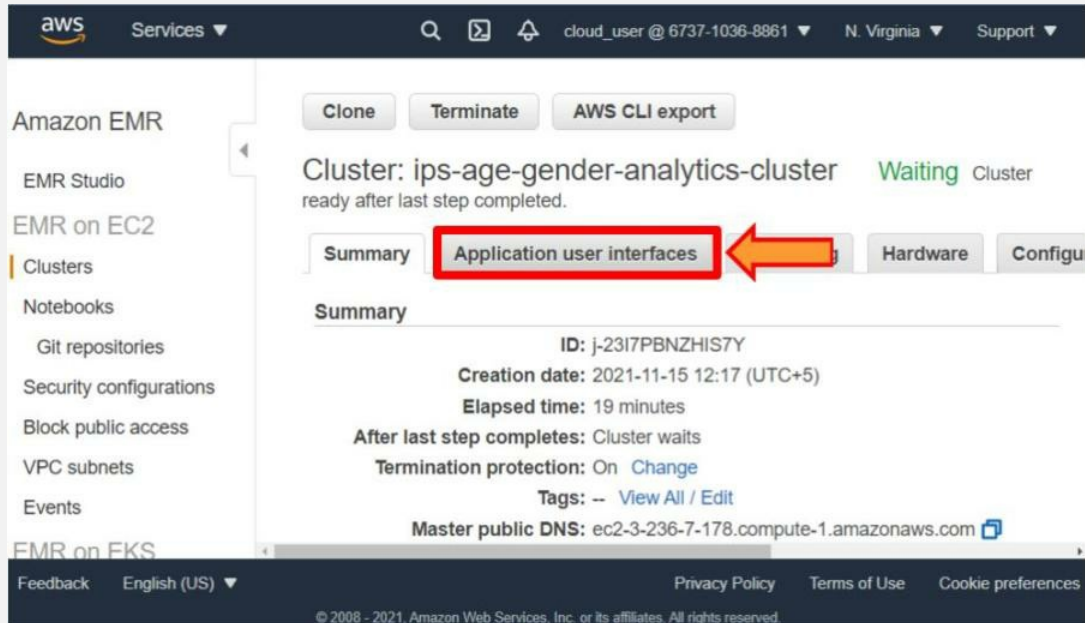 aws Services ▼ cloud_user @ 6737-1036-8861 ▼ N. Virginia ▼ Support ▼
Amazon EMR
EMR Studio
EMR on EC2
Clusters
Notebooks
Git repositories
Security configurations
Block public access
VPC subnets
Events
EMR on EKS
Clone Terminate AWS CLI export
Cluster: ips-age-gender-analytics-cluster Waiting Cluster
ready after last step completed.
Summary Application user interfaces Hardware Configu
Summary
ID: j-23I7PBNZHIS7Y
Creation date: 2021-11-15 12:17 (UTC+5)
Elapsed time: 19 minutes
After last step completes: Cluster waits
Termination protection: On Change
Tags: -- View All / Edit
Master public DNS: ec2-3-236-7-178.compute-1.amazonaws.com
Feedback English (US) ▼ Privacy Policy Terms of Use Cookie preferences
© 2008 - 2021, Amazon Web Services, Inc. or its affiliates. All rights reserved.